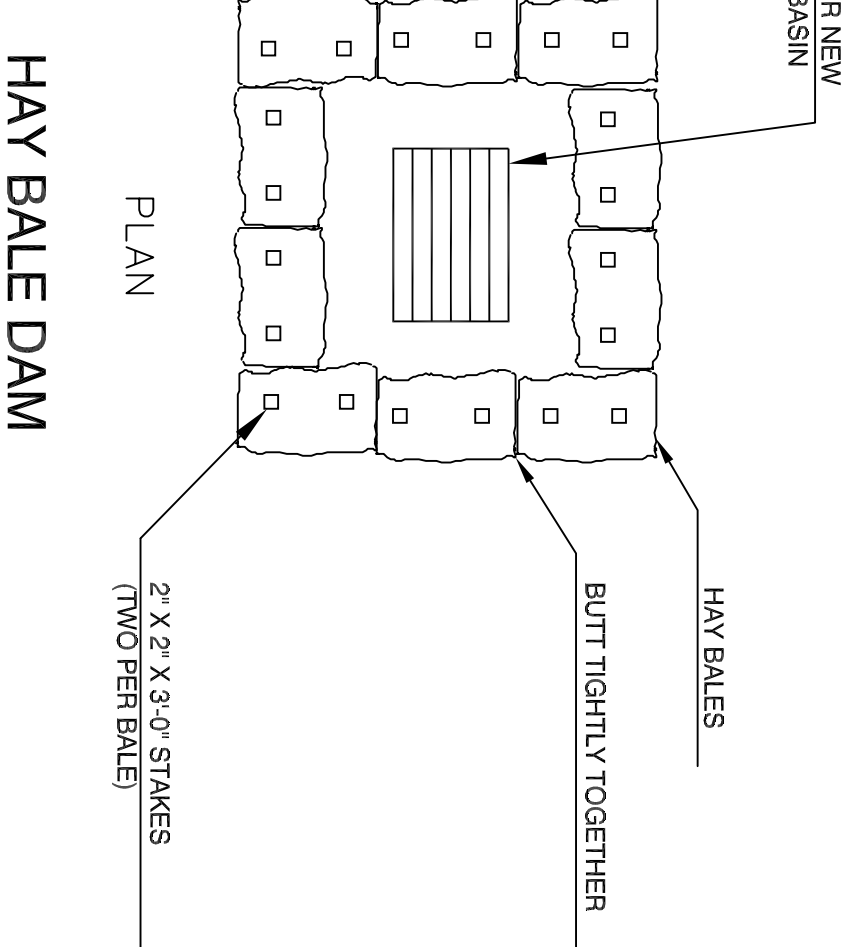 R NEW
BASIN
HAY BALES
BUTT TIGHTLY TOGETHER
2" X 2" X 3'-0" STAKES
(TWO PER BALE)
PLAN
HAY BALE DAM